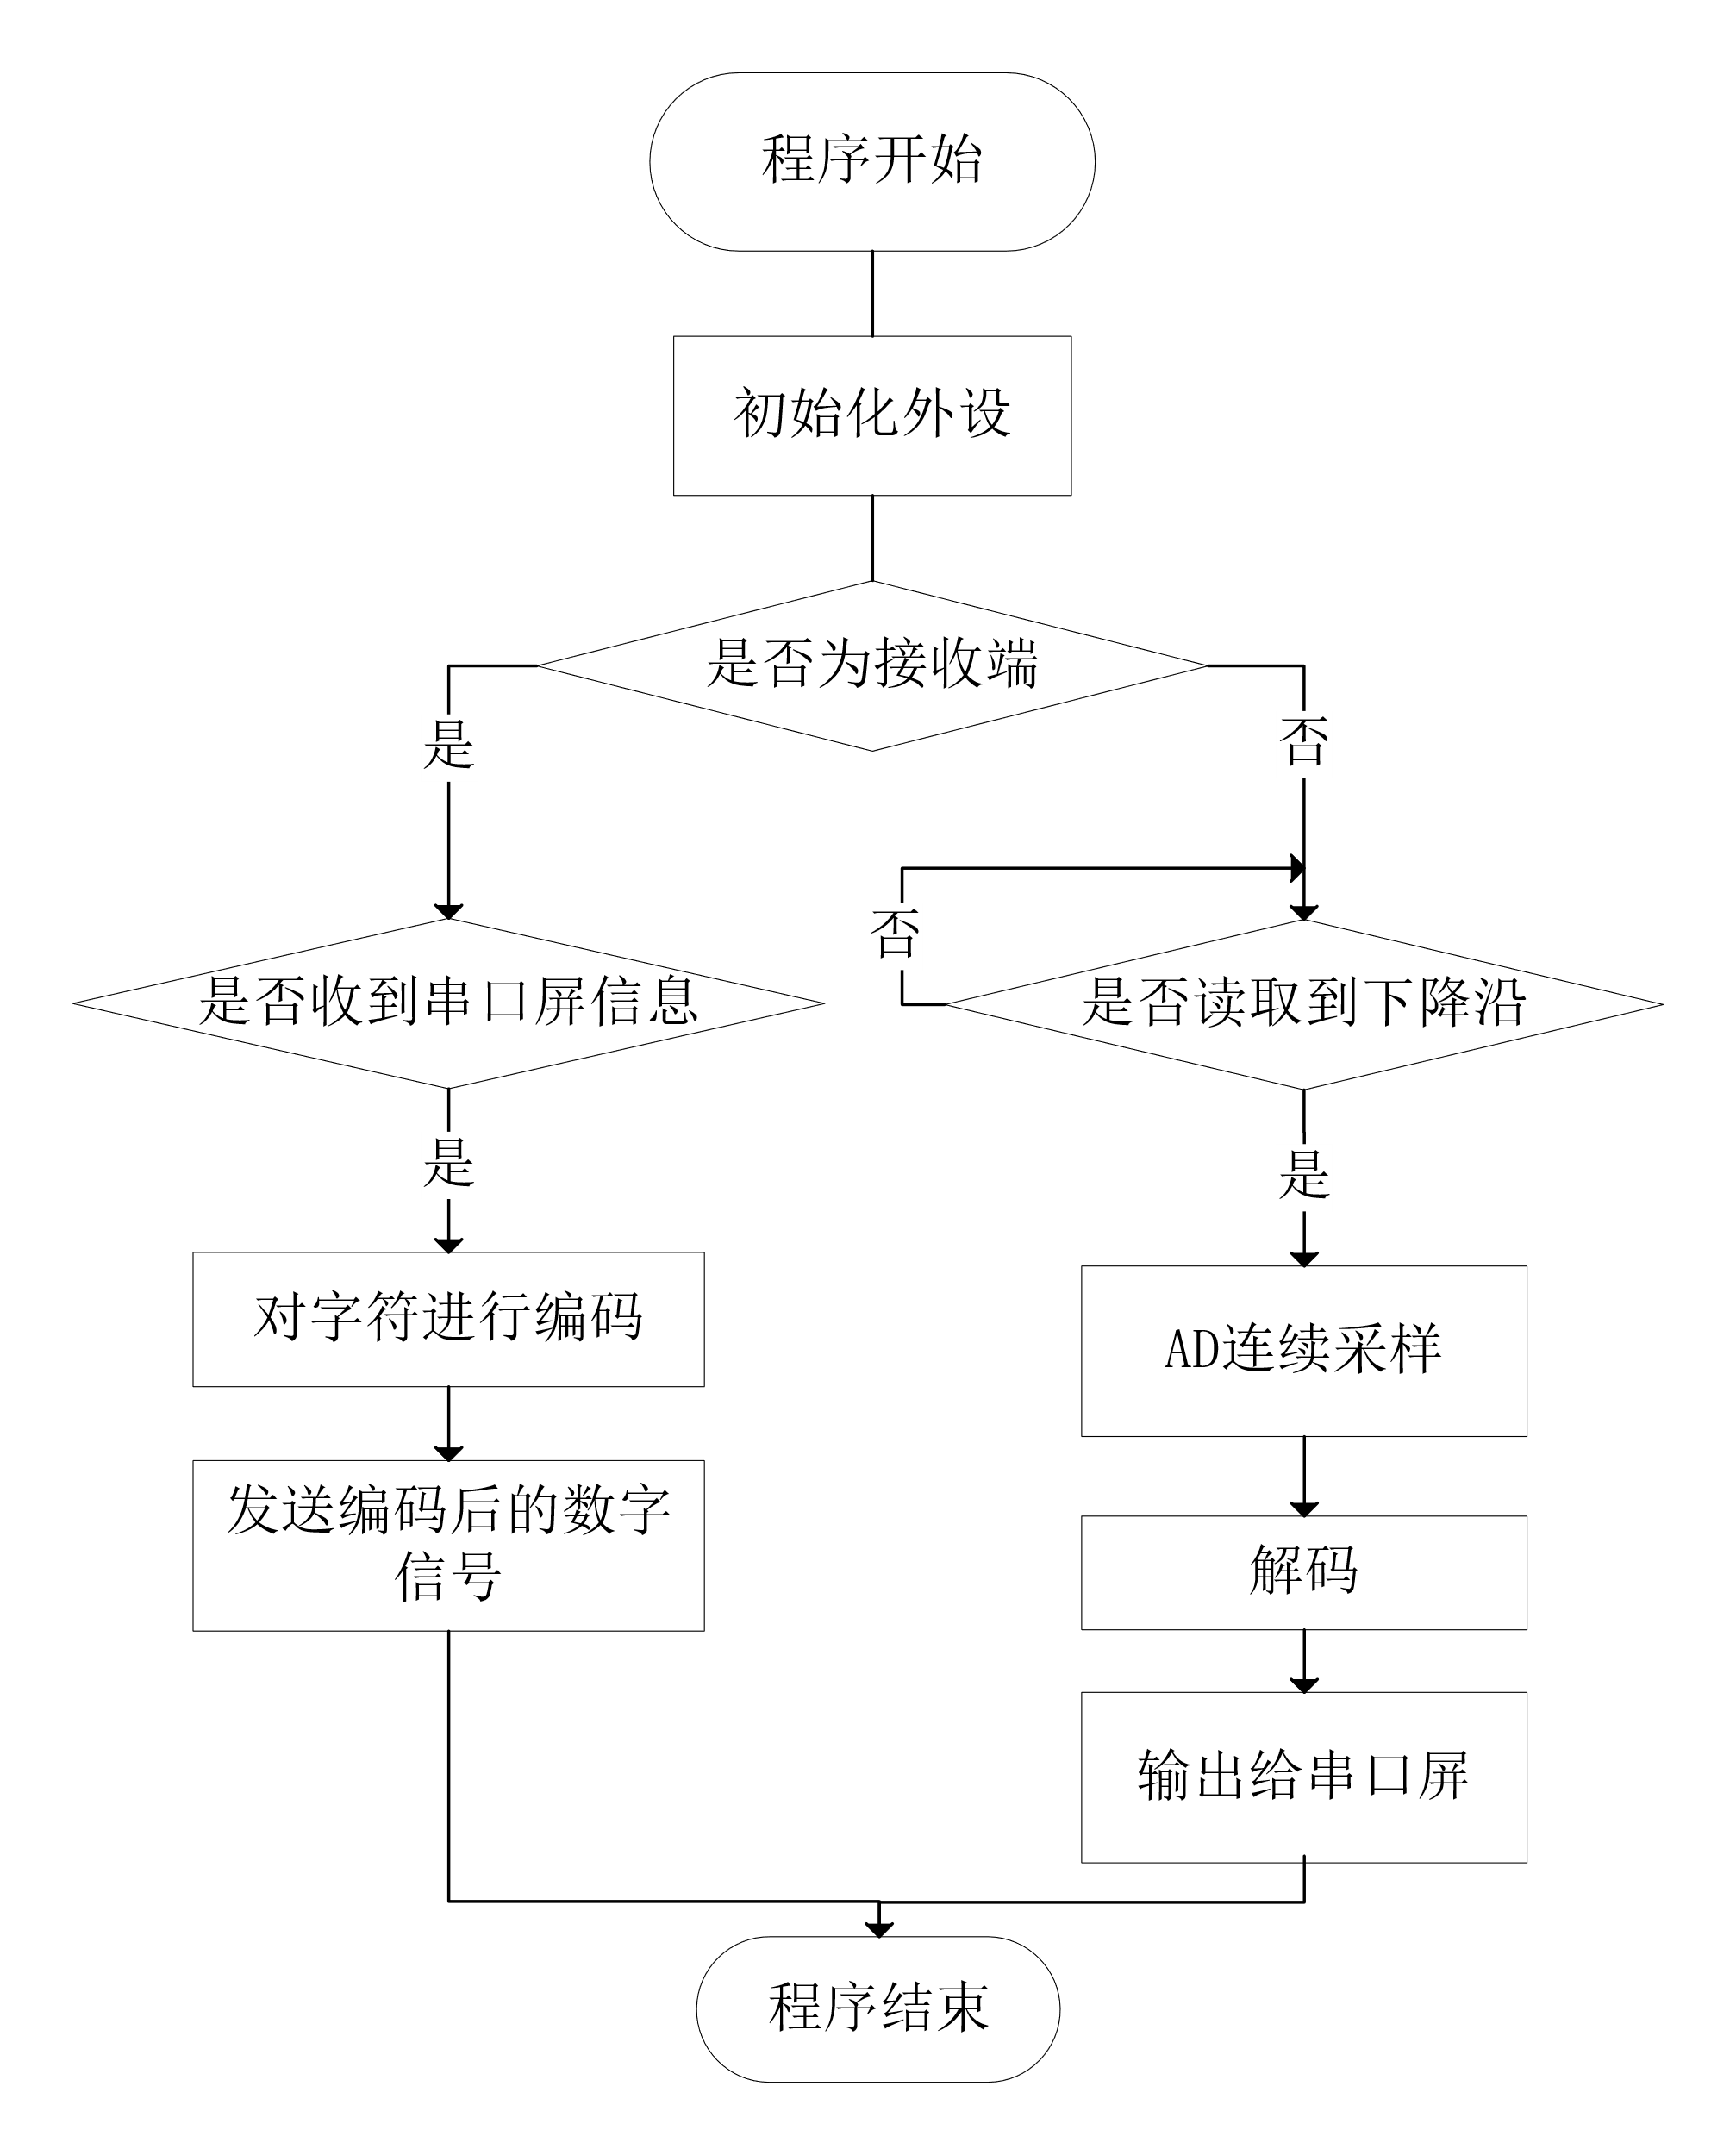 程序开始
初始化外设
是否为接收端
是
否
否
是否收到串口屏信息
是否读取到下降沿
是
是
对字符进行编码
AD连续采样
发送编码后的数字
信号
解码
输出给串口屏
程序结束